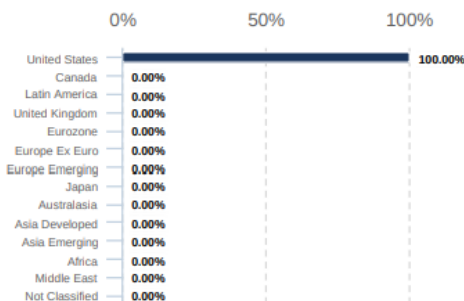 0% 50% 100%
United States 100.00%
Canada 0.00%
Latin America 0.00%
United Kingdom 0.00%
Eurozone 0.00%
Europe Ex Euro 0.00%
Europe Emerging 0.00%
Japan 0.00%
Australasia 0.00%
Asia Developed 0.00%
Asia Emerging 0.00%
Africa 0.00%
Middle East 0.00%
Not Classified 0.00%